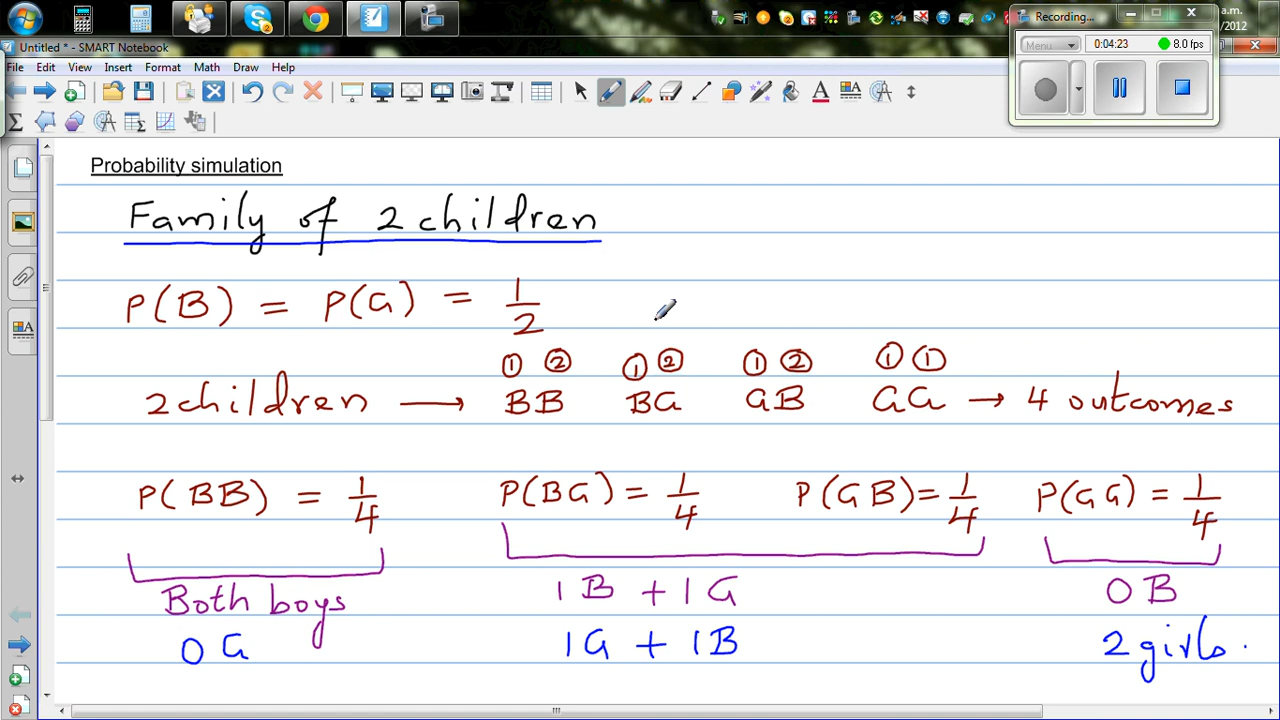 a.m.
/2012
Recording...
Untitled * - SMART Notebook
Menu 0:04:23 8.0 fps
File Edit View Insert Format Math Draw Help
Probability simulation
Family of 2 children
P(B) = P(G) = 1/2
① ② ① ② ① ② ① ①
2 children → BB BG GB GG → 4 outcomes
P(BB) = 1/4 P(BG) = 1/4 P(GB) = 1/4 P(GG) = 1/4
Both boys 1B + 1G 0B
0G 1G + 1B 2 girls.